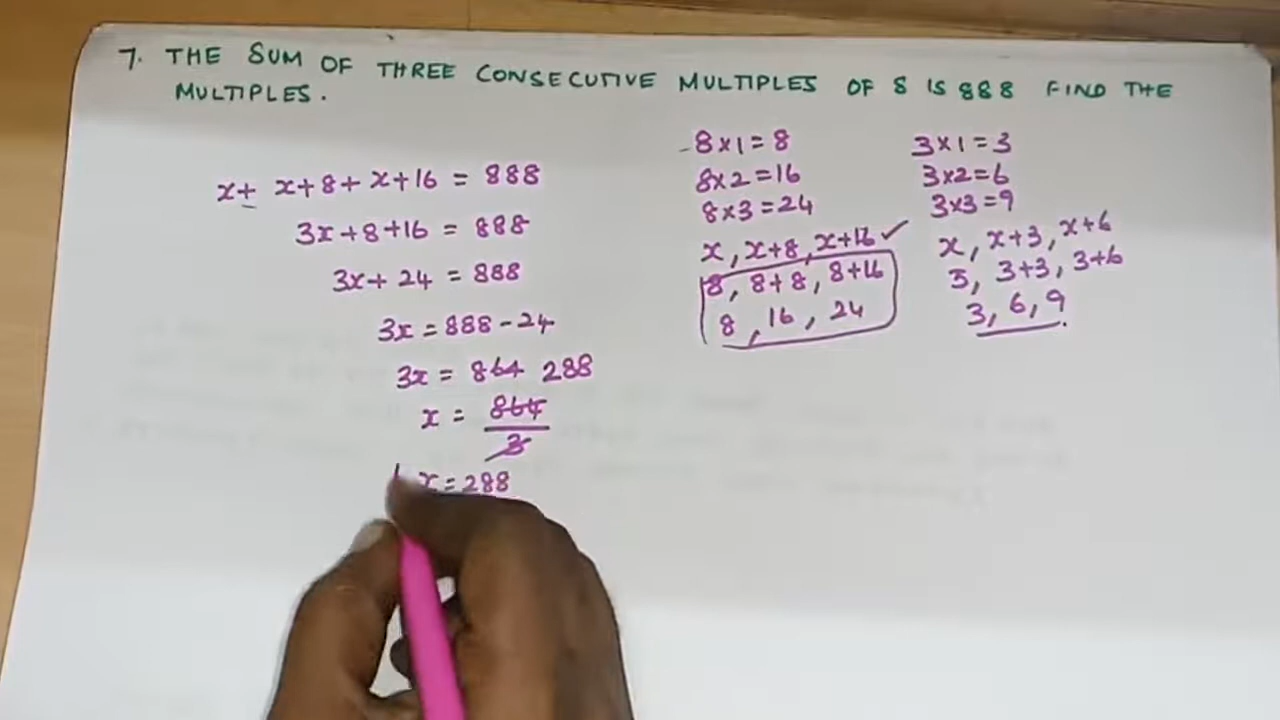 7. THE SUM OF THREE CONSECUTIVE MULTIPLES OF 8 IS 888 FIND THE
MULTIPLES.
x+ x+8+x+16 = 888
3x+8+16 = 888
3x+24 = 888
3x = 888-24
3x = 864 288
x = 864
3
x = 288
8×1=8
8×2=16
8×3=24
x, x+8, x+16 ✓
8, 8+8, 8+16
8, 16, 24
3×1=3
3×2=6
3×3=9
x, x+3, x+6
3, 3+3, 3+6
3, 6, 9.